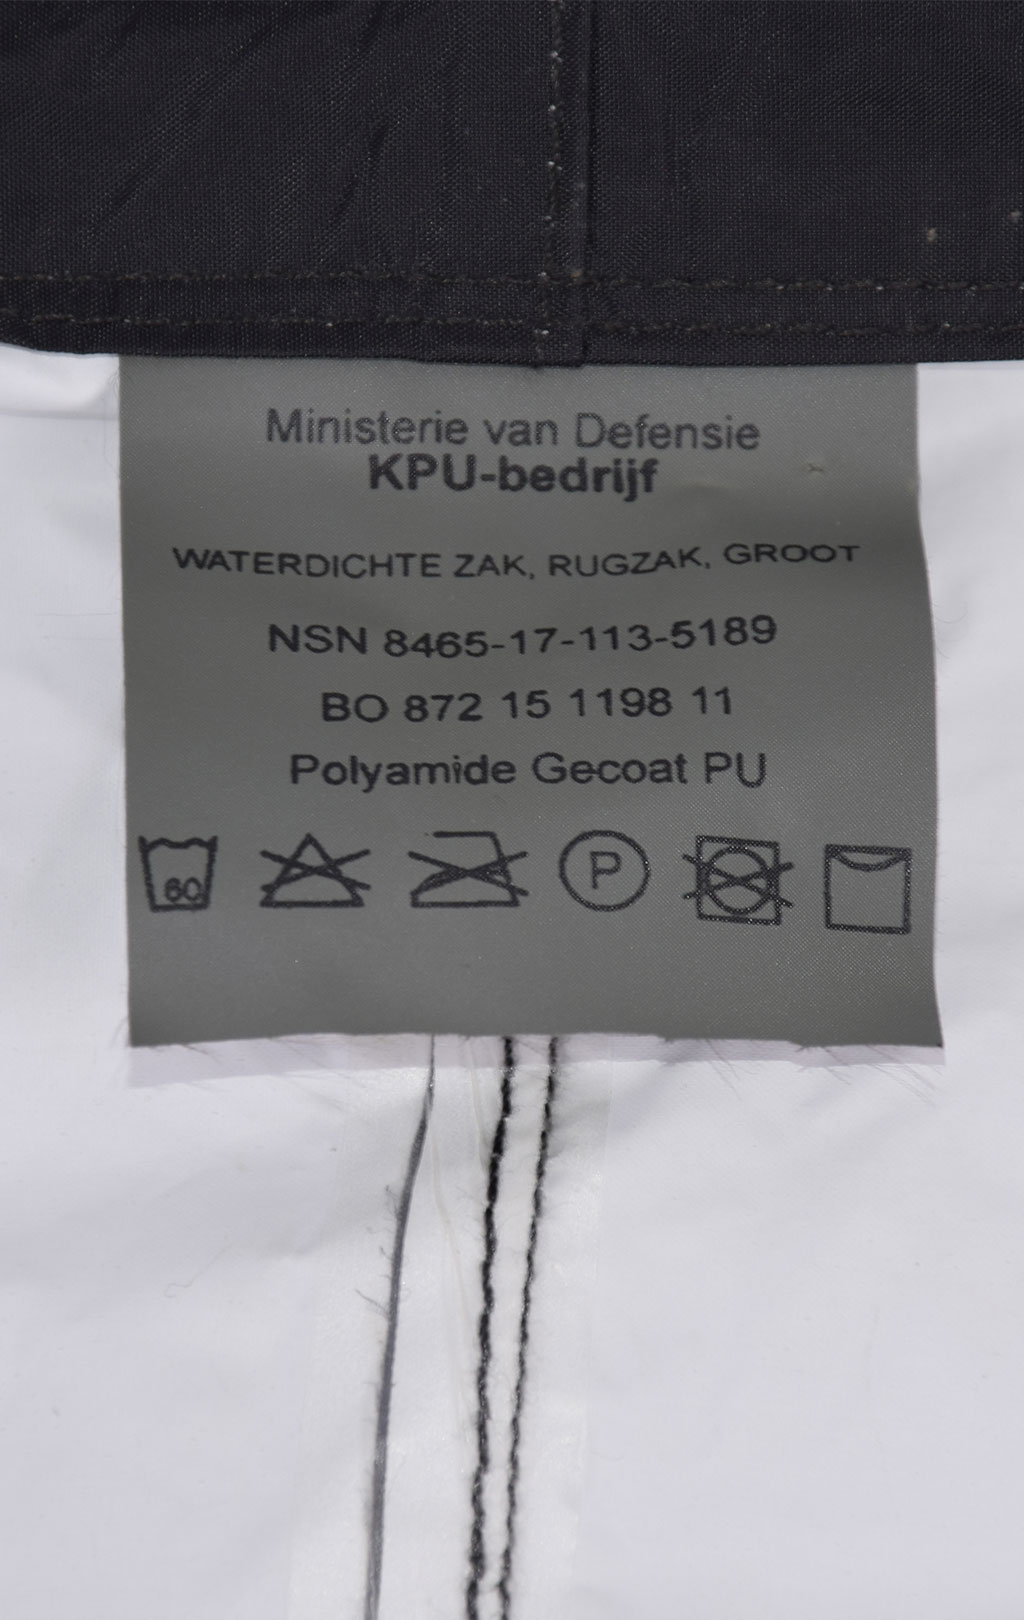 Ministerie van Defensie
KPU-bedrijf
WATERDICHTE ZAK, RUGZAK, GROOT
NSN 8465-17-113-5189
BO 872 15 1198 11
Polyamide Gecoat PU
60 P